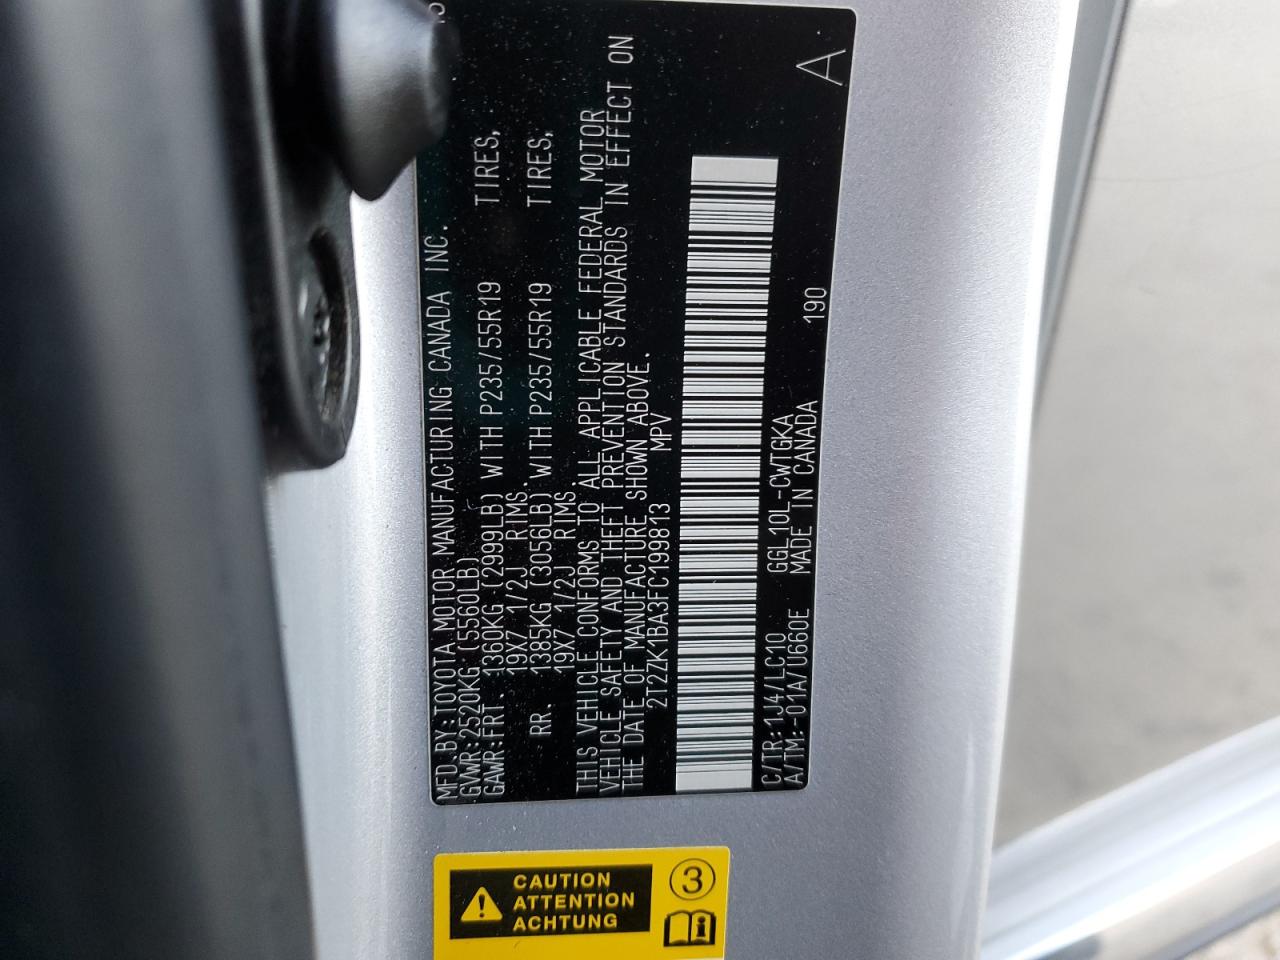 MFD.BY:TOYOTA MOTOR MANUFACTURING CANADA INC.
GVWR:2520KG (5560LB)
GAWR:FRT. 1360KG (2999LB) WITH P235/55R19 TIRES,
19X7 1/2J RIMS.
RR. 1385KG (3056LB) WITH P235/55R19 TIRES,
19X7 1/2J RIMS.
THIS VEHICLE CONFORMS TO ALL APPLICABLE FEDERAL MOTOR
VEHICLE SAFETY AND THEFT PREVENTION STANDARDS IN EFFECT ON
THE DATE OF MANUFACTURE SHOWN ABOVE.
2T2ZK1BA3FC199813 MPV
C/TR:1J4/LC10 GGL10L-CWTGKA
A/TM:-01A/U660E MADE IN CANADA 190
A
CAUTION
ATTENTION
ACHTUNG
3